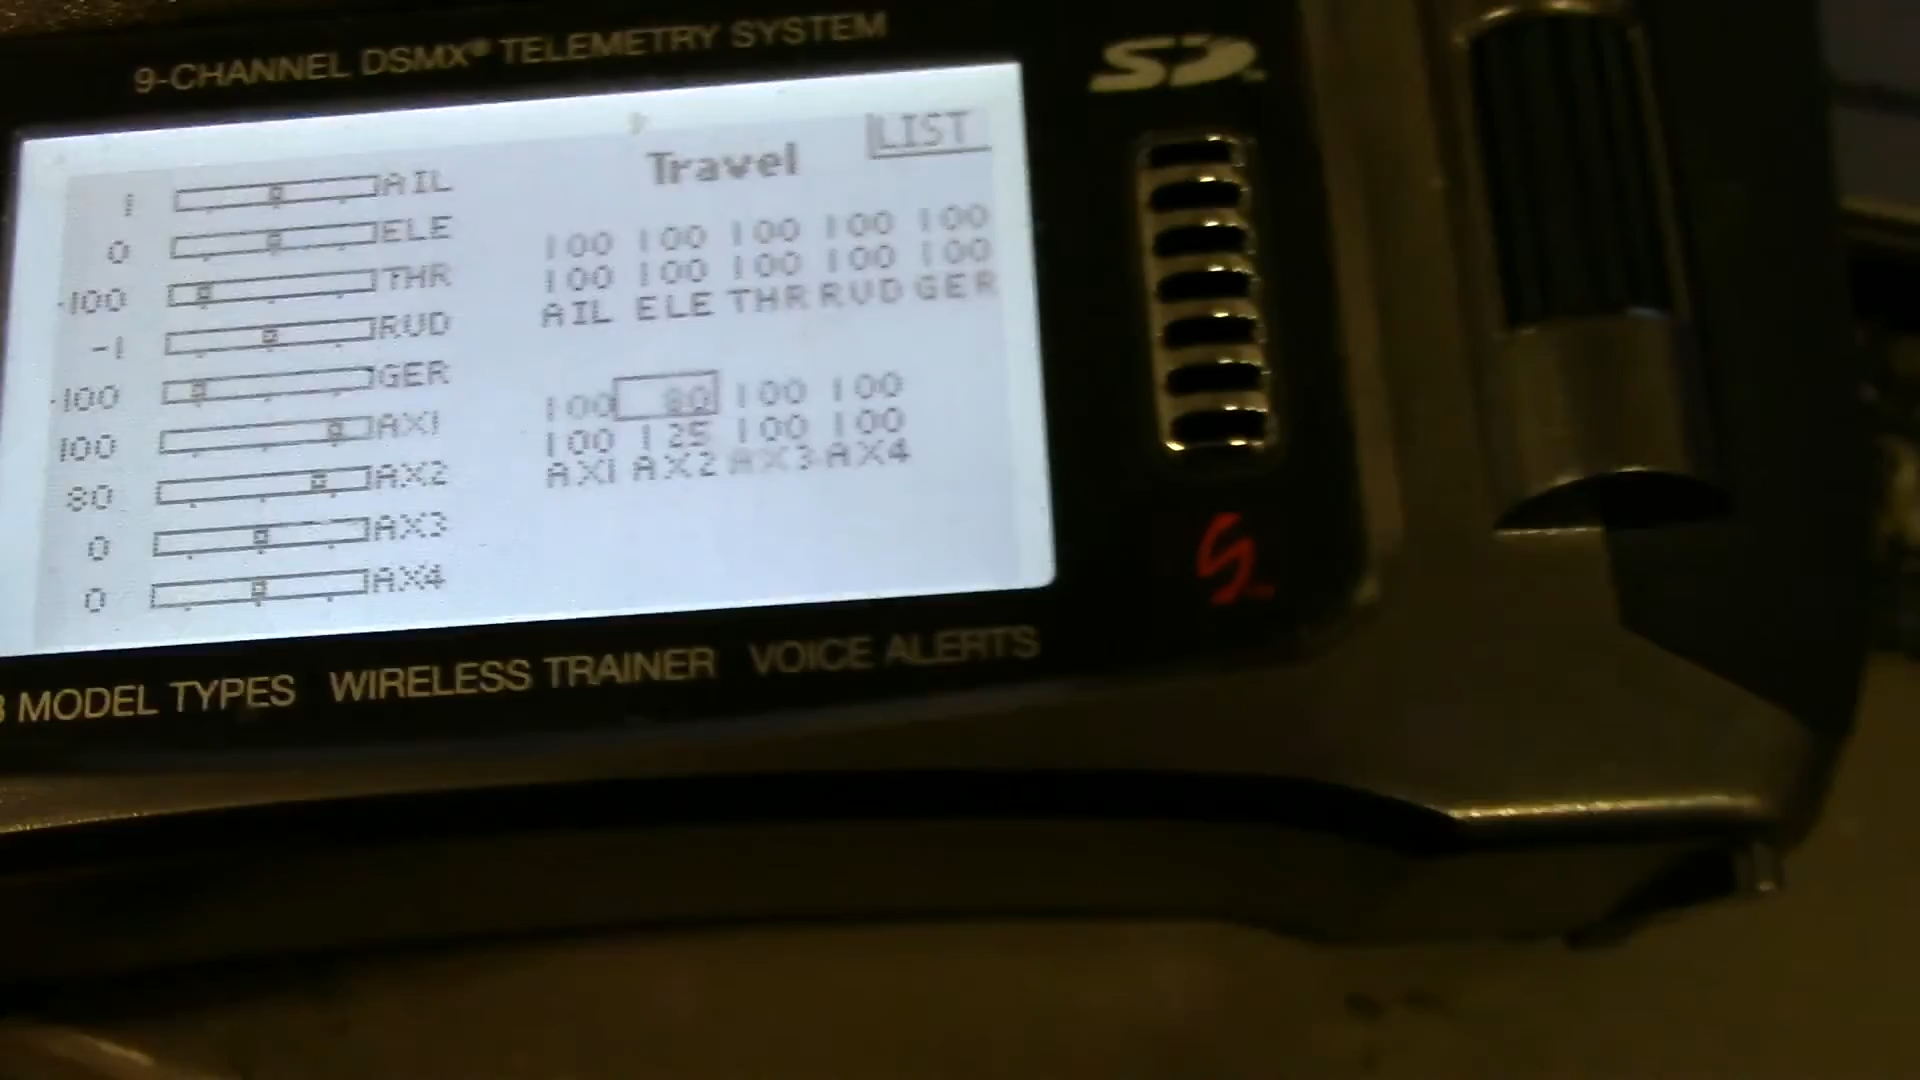 9-CHANNEL DSMX® TELEMETRY SYSTEM
SD
LIST
Travel
1 AIL
0 ELE
-100 THR
-1 RUD
-100 GER
100 AX1
80 AX2
0 AX3
0 AX4
100 100 100 100 100
100 100 100 100 100
AIL ELE THR RUD GER
100 80 100 100
100 125 100 100
AX1 AX2 AX3 AX4
MODEL TYPES WIRELESS TRAINER VOICE ALERTS